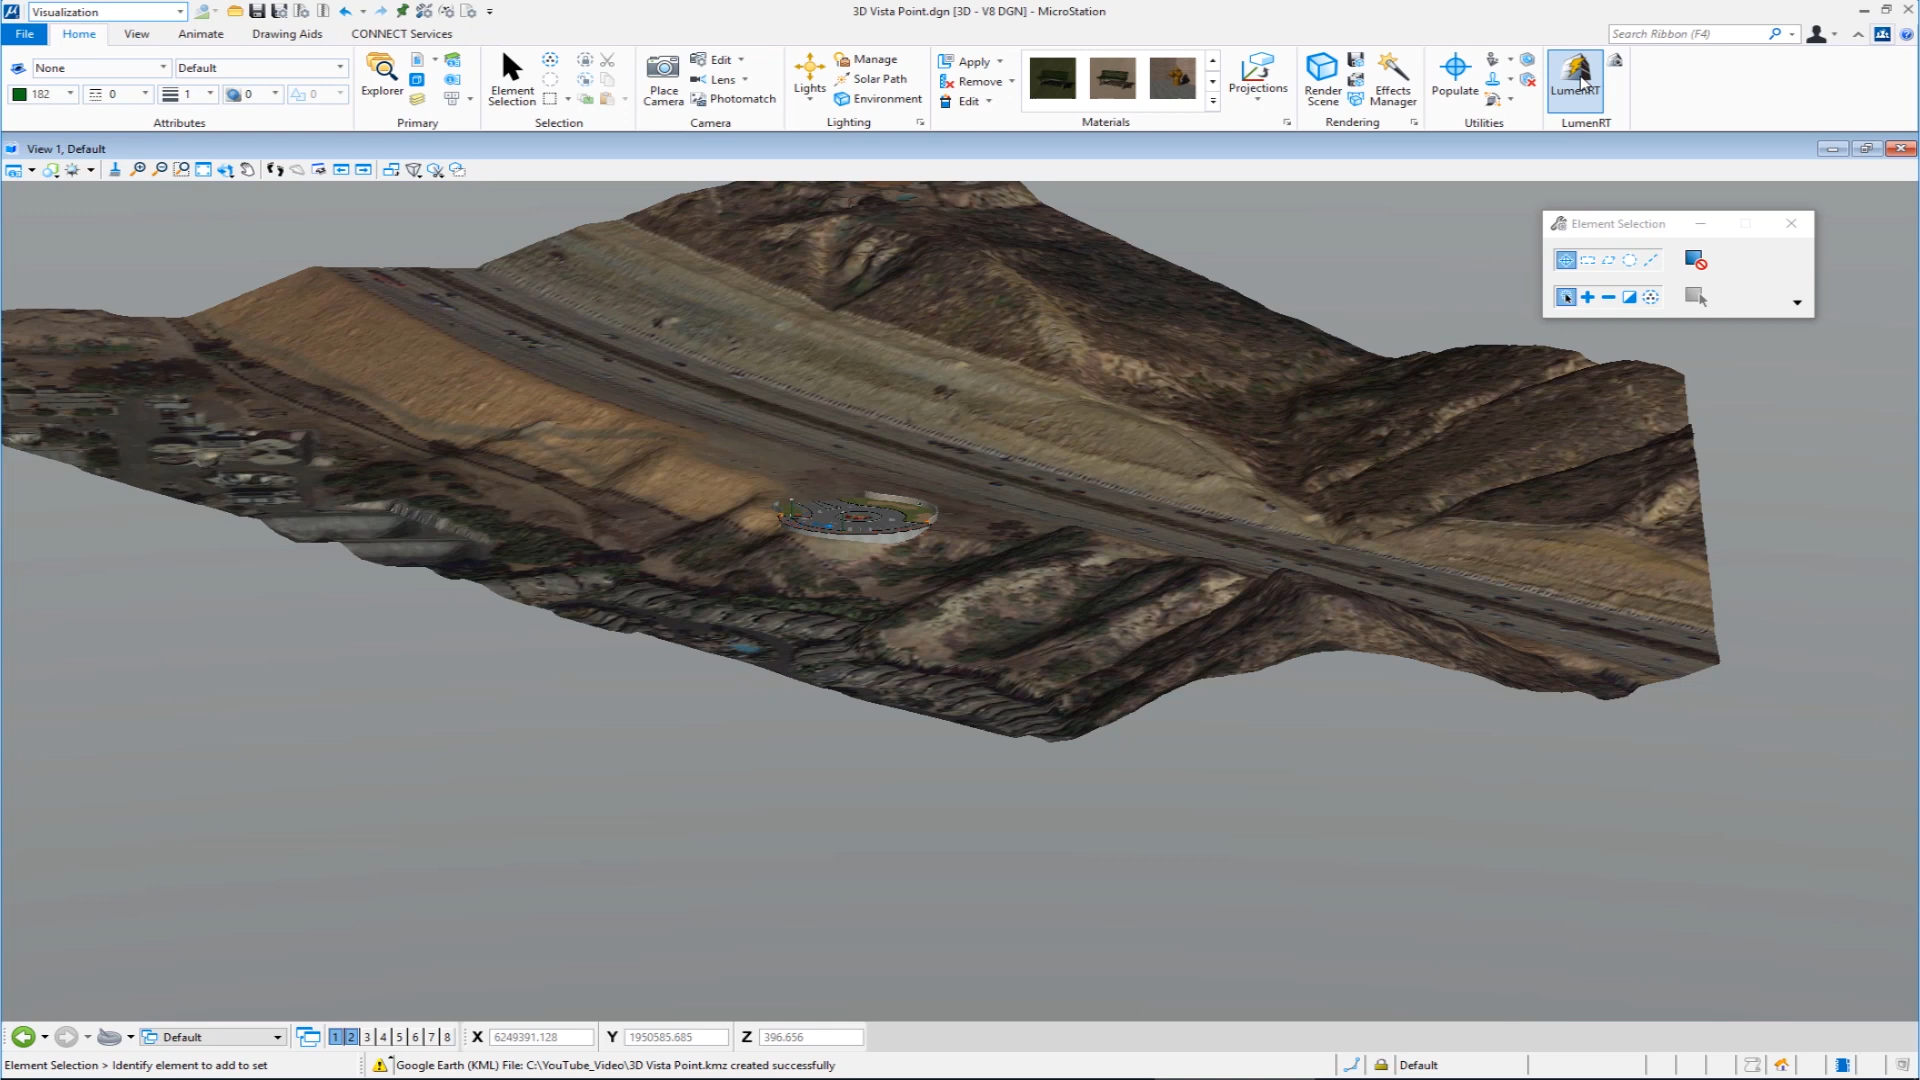 Visualization
3D Vista Point.dgn [3D - V8 DGN] - MicroStation
File Home View Animate Drawing Aids CONNECT Services Search Ribbon (F4)
None Default
182 0 1 0 0
Attributes
Explorer
Primary
Element Selection
Selection
Place Camera
Edit
Lens
Photomatch
Camera
Lights
Manage
Solar Path
Environment
Lighting
Apply
Remove
Edit
Materials
Projections
Render Scene
Effects Manager
Rendering
Populate
Utilities
LumenRT
LumenRT
View 1, Default
Element Selection
Default 1 2 3 4 5 6 7 8 X 6249391.128 Y 1950585.685 Z 396.656
Element Selection > Identify element to add to set Google Earth (KML) File: C:\YouTube_Video\3D Vista Point.kmz created successfully Default